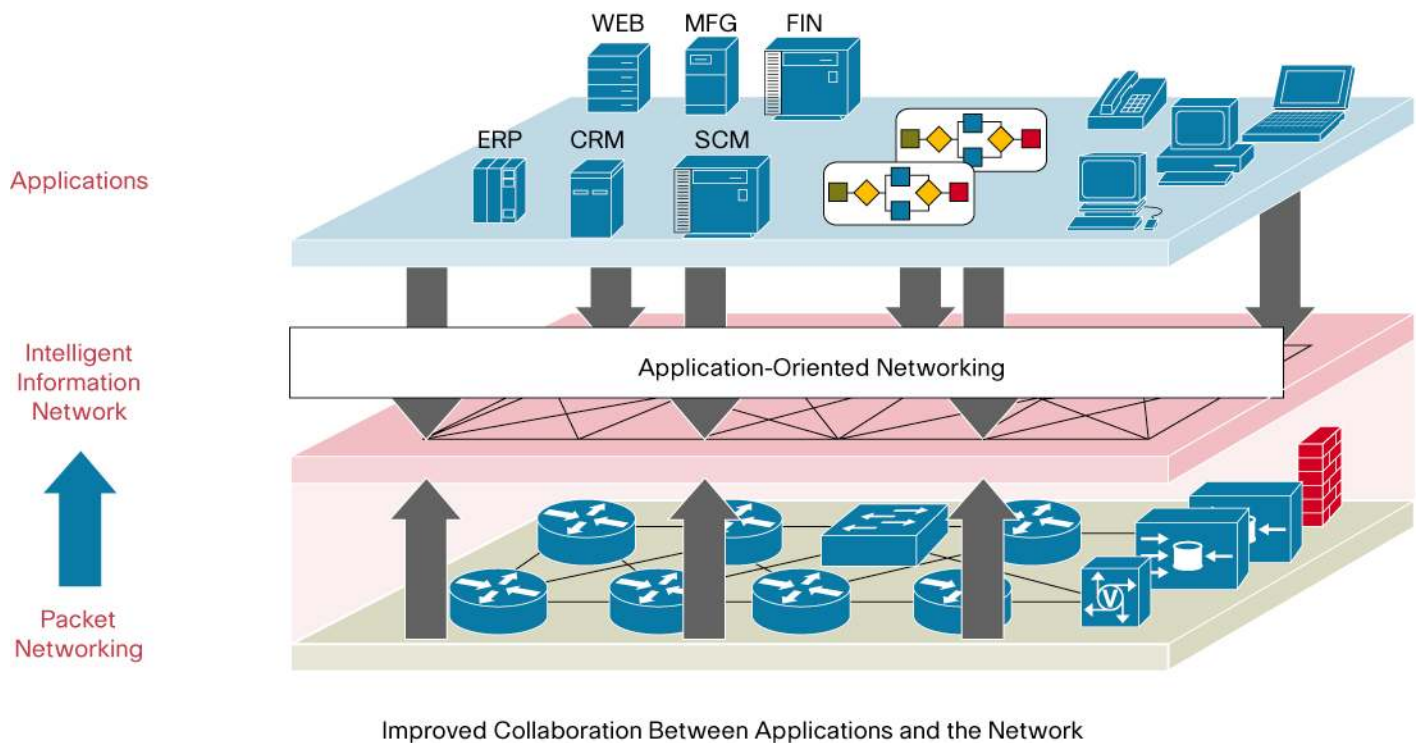 WEB MFG FIN
ERP CRM SCM
Applications
Intelligent
Information
Network
Application-Oriented Networking
V
Packet
Networking
Improved Collaboration Between Applications and the Network